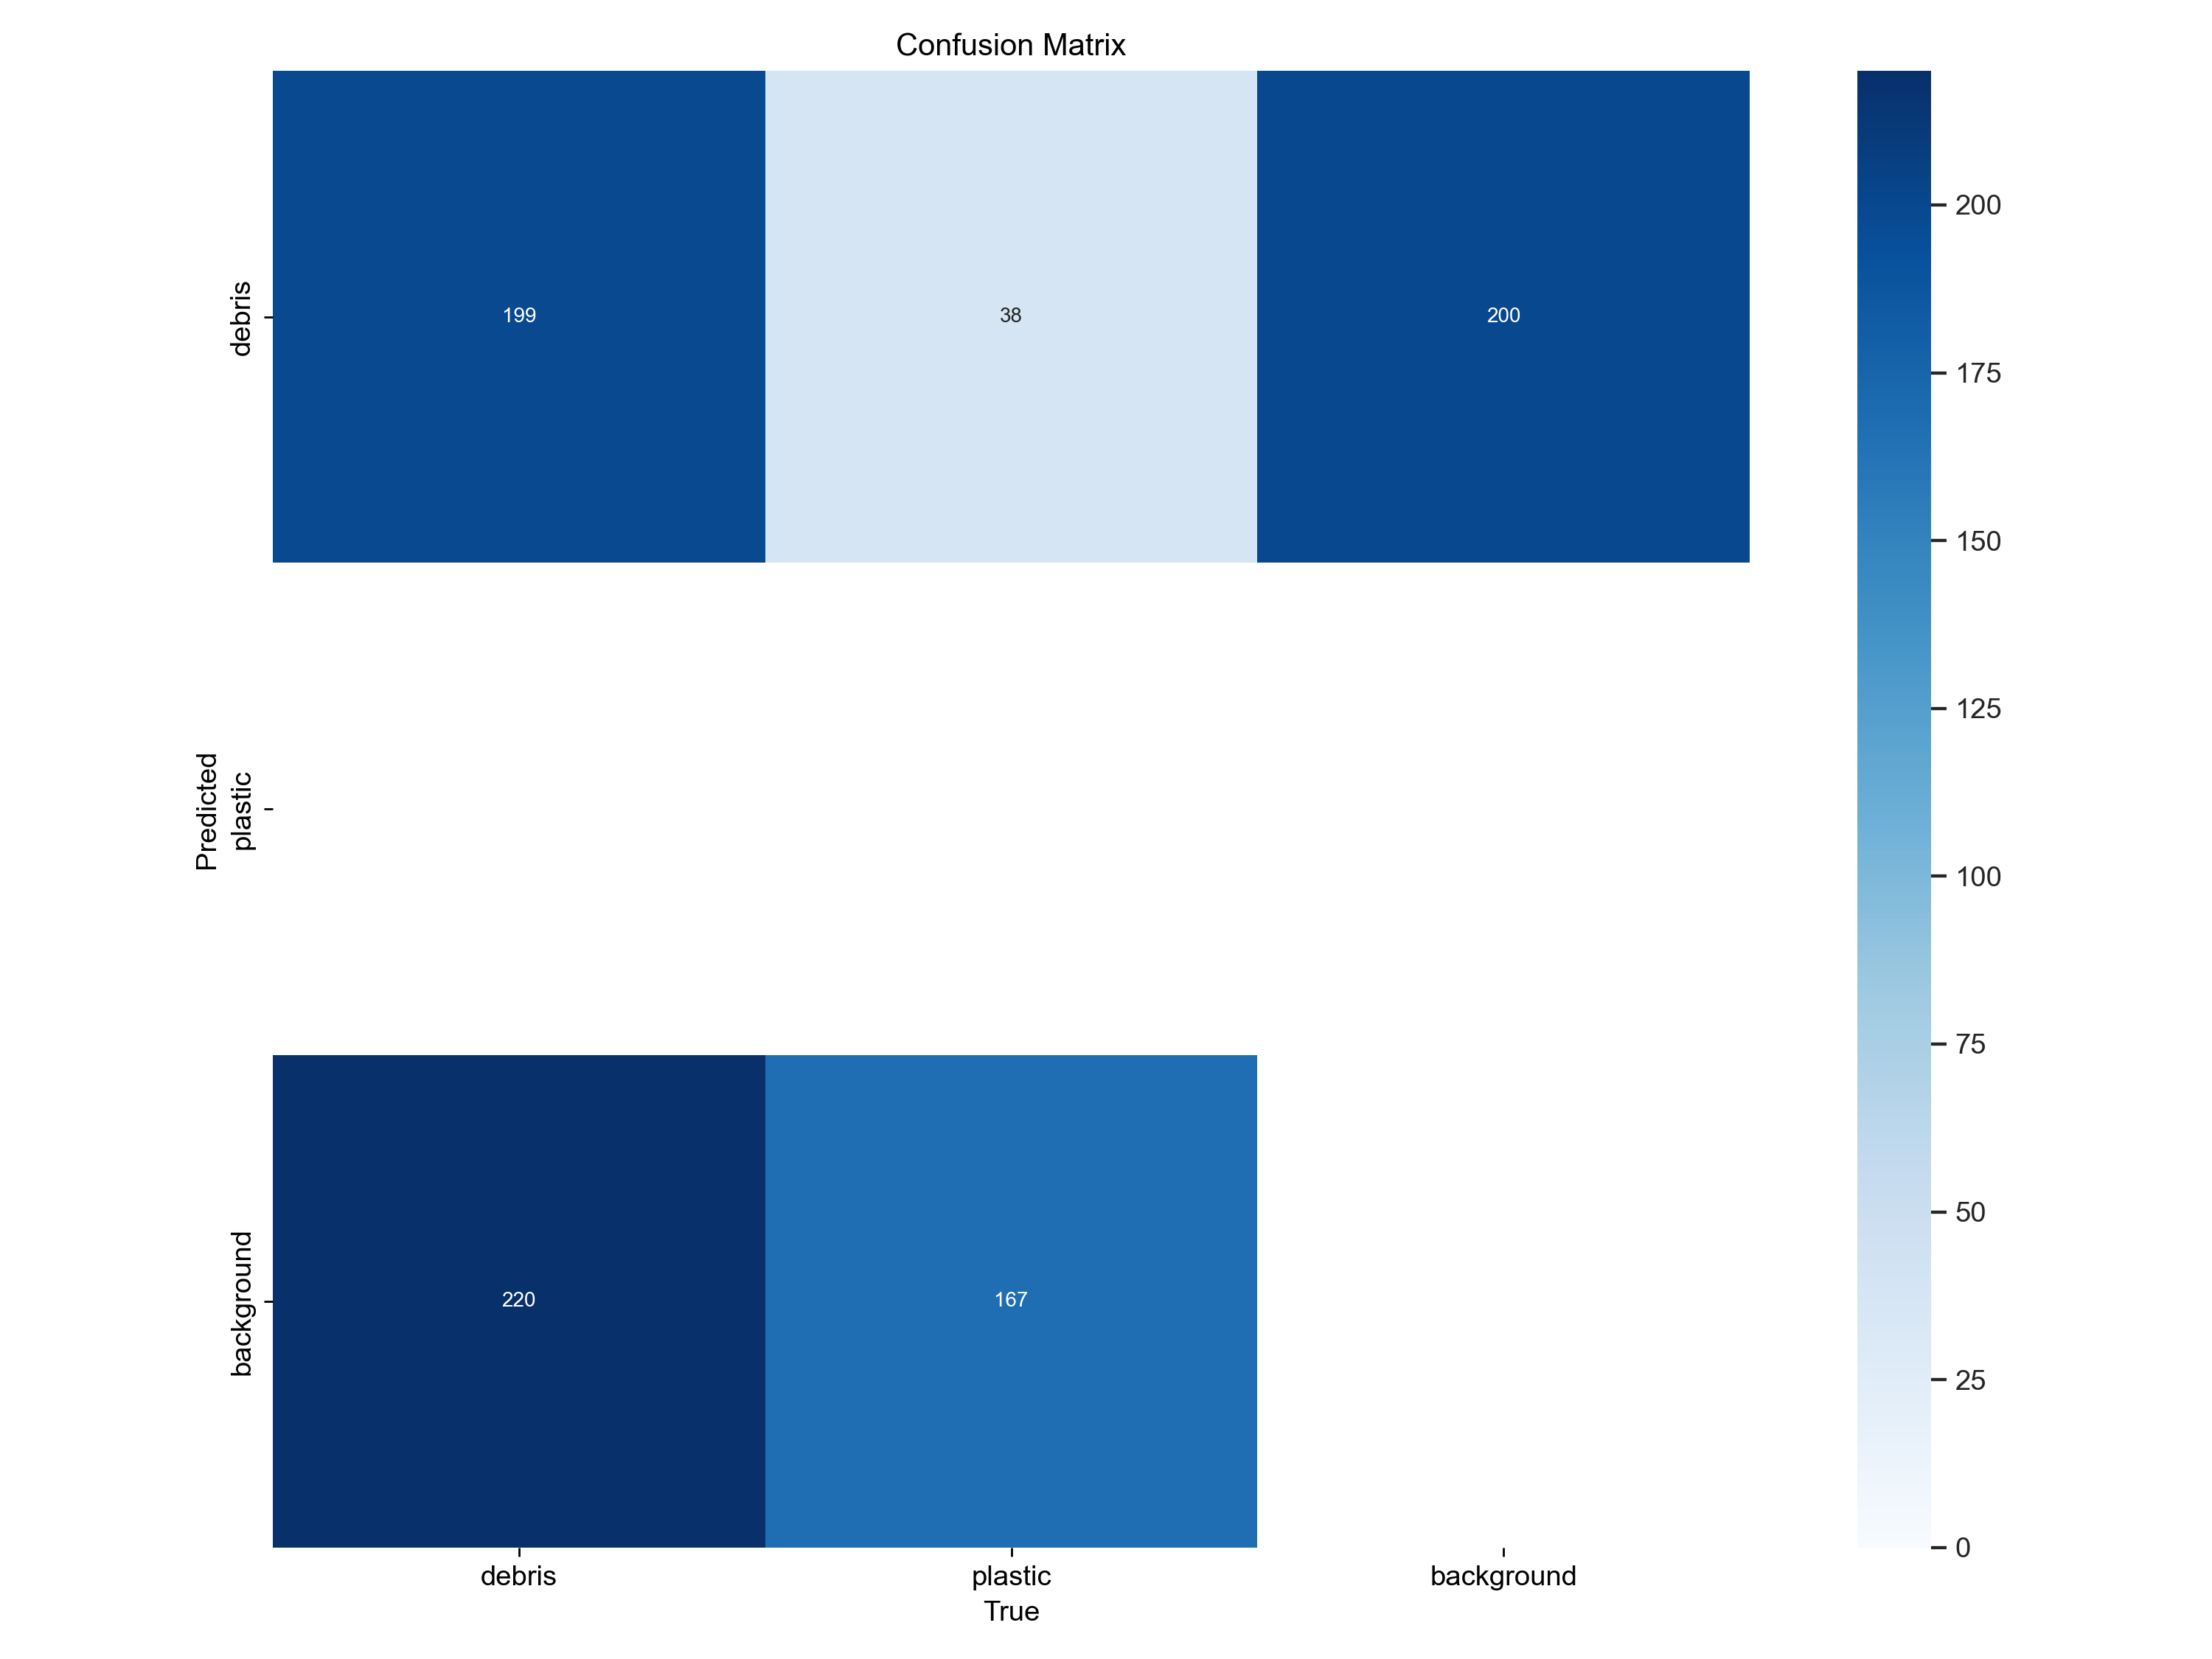 Confusion Matrix
debris
199
38
200
Predicted
plastic
background
220
167
debris
plastic
background
True
200
175
150
125
100
75
50
25
0